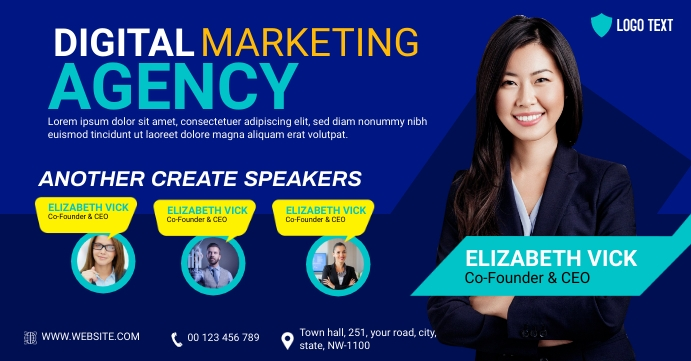 LOGO TEXT
DIGITAL MARKETING
AGENCY
Lorem ipsum dolor sit amet, consectetuer adipiscing elit, sed diam nonummy nibh
euismod tincidunt ut laoreet dolore magna aliquam erat volutpat.
ANOTHER CREATE SPEAKERS
ELIZABETH VICK
Co-Founder & CEO
ELIZABETH VICK
Co-Founder & CEO
ELIZABETH VICK
Co-Founder & CEO
ELIZABETH VICK
Co-Founder & CEO
WWW.WEBSITE.COM
00 123 456 789
Town hall, 251, your road, city,
state, NW-1100